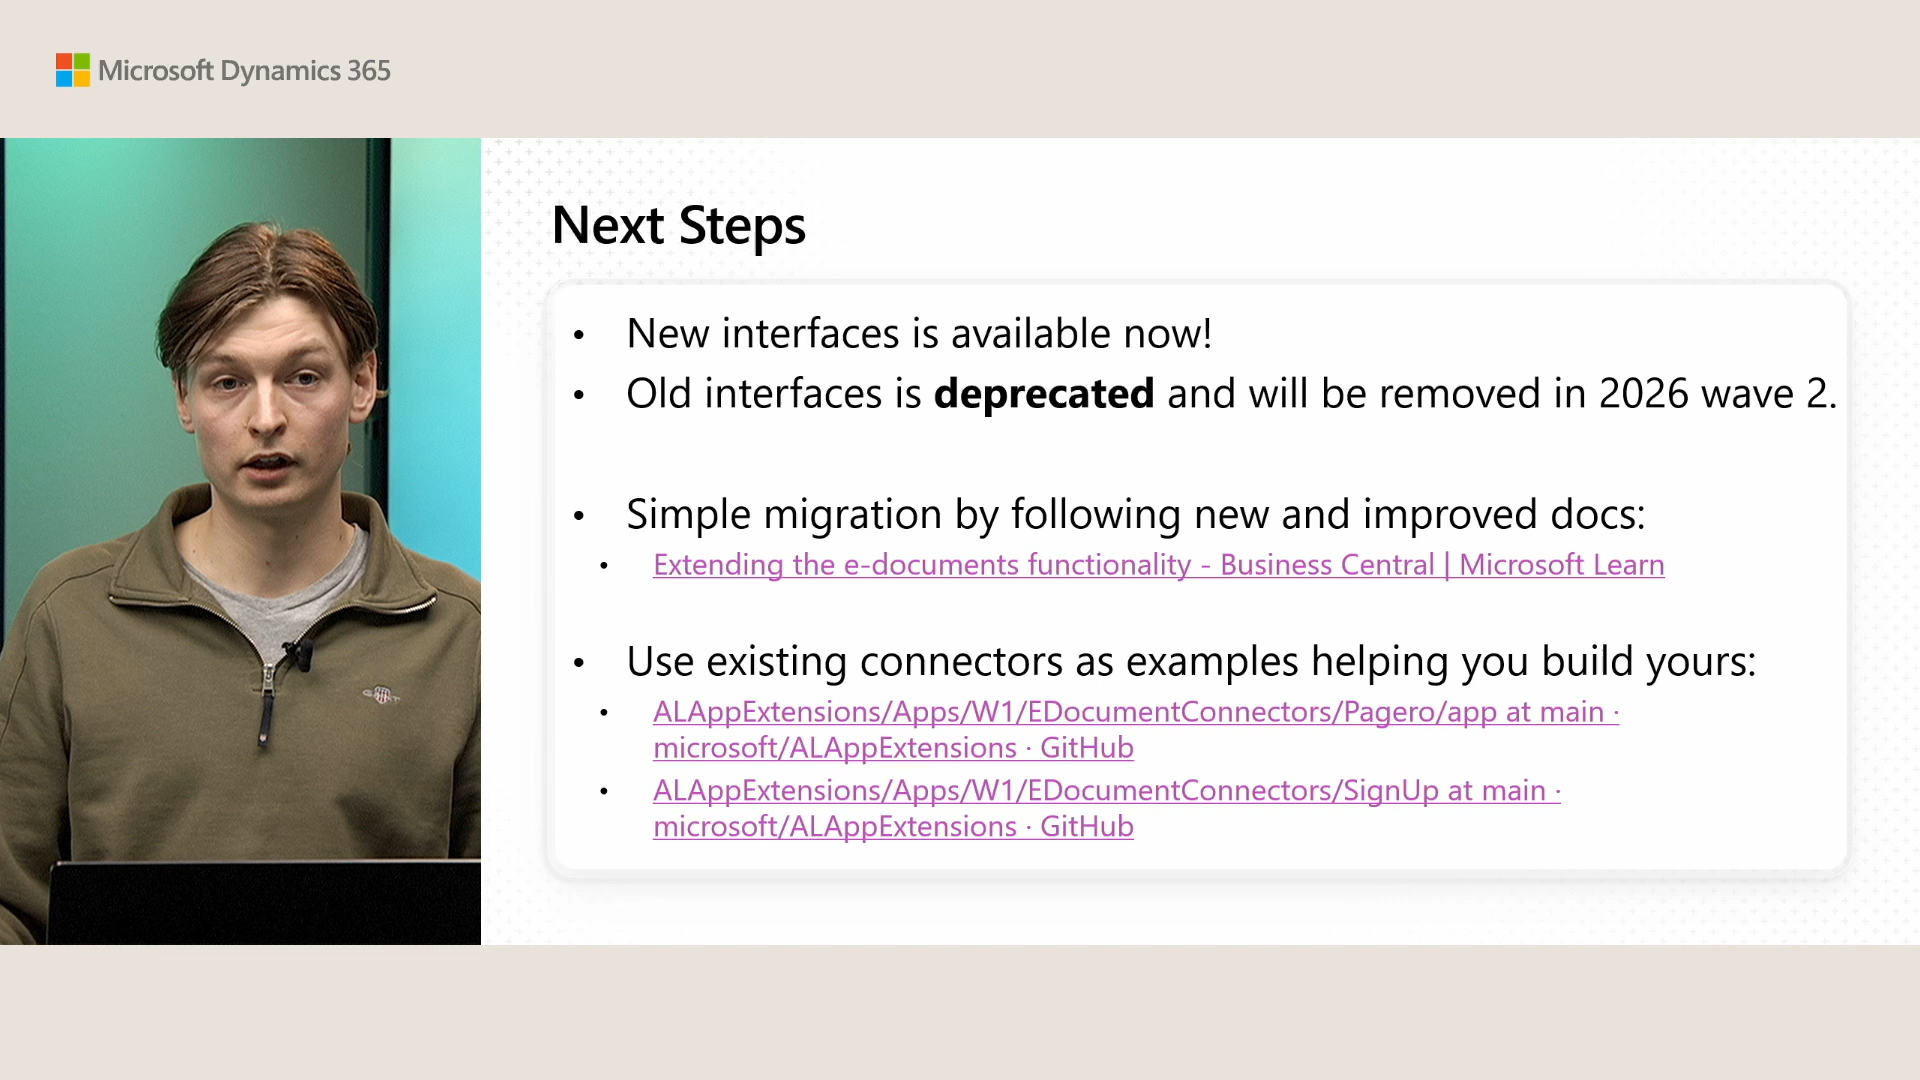 Microsoft Dynamics 365
Next Steps
• New interfaces is available now!
• Old interfaces is deprecated and will be removed in 2026 wave 2.
• Simple migration by following new and improved docs:
• Extending the e-documents functionality - Business Central | Microsoft Learn
• Use existing connectors as examples helping you build yours:
• ALAppExtensions/Apps/W1/EDocumentConnectors/Pagero/app at main ·
microsoft/ALAppExtensions · GitHub
• ALAppExtensions/Apps/W1/EDocumentConnectors/SignUp at main ·
microsoft/ALAppExtensions · GitHub